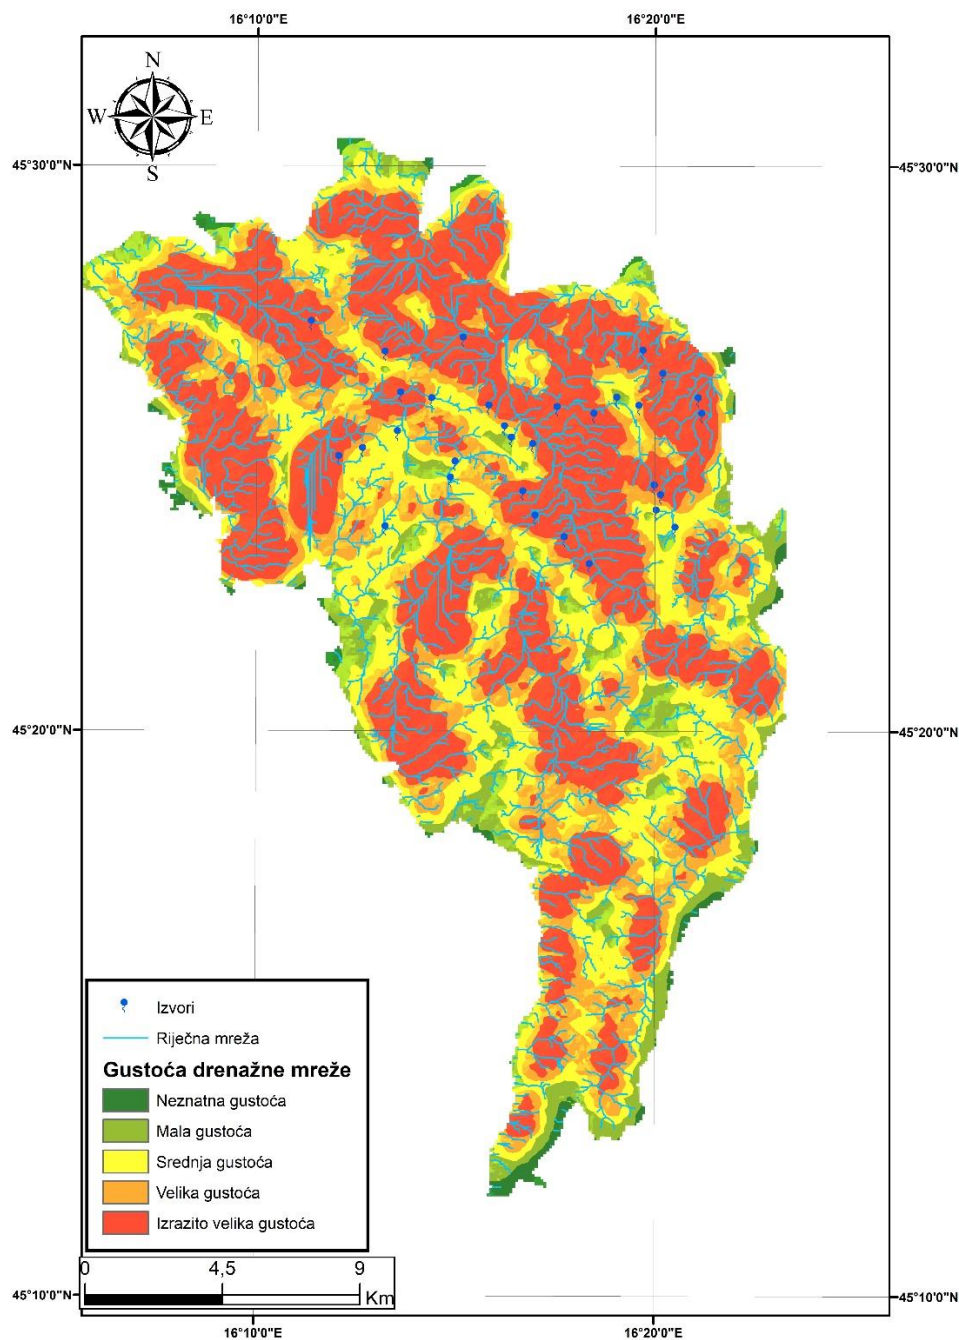 16°10'0"E
16°20'0"E
N
W
E
S
45°30'0"N
45°30'0"N
45°20'0"N
45°20'0"N
Izvori
Riječna mreža
Gustoća drenažne mreže
Neznatna gustoća
Mala gustoća
Srednja gustoća
Velika gustoća
Izrazito velika gustoća
0
4,5
9
Km
45°10'0"N
45°10'0"N
16°10'0"E
16°20'0"E